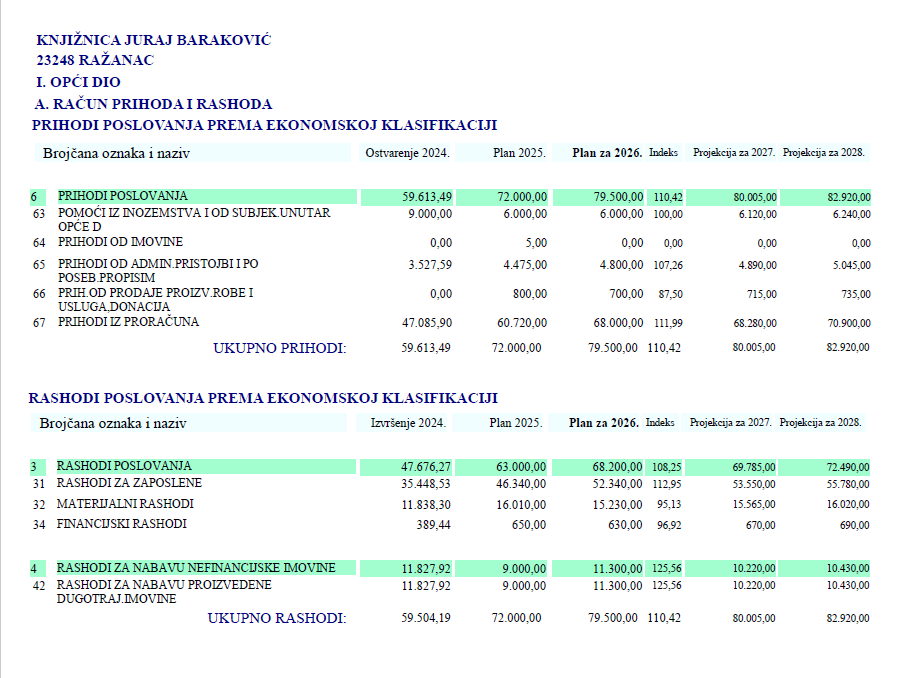 KNJIŽNICA JURAJ BARAKOVIĆ
23248 RAŽANAC
I. OPĆI DIO
A. RAČUN PRIHODA I RASHODA
PRIHODI POSLOVANJA PREMA EKONOMSKOJ KLASIFIKACIJI
Brojčana oznaka i naziv Ostvarenje 2024. Plan 2025. Plan za 2026. Indeks Projekcija za 2027. Projekcija za 2028.
6 PRIHODI POSLOVANJA 59.613,49 72.000,00 79.500,00 110,42 80.005,00 82.920,00
63 POMOĆI IZ INOZEMSTVA I OD SUBJEK.UNUTAR 9.000,00 6.000,00 6.000,00 100,00 6.120,00 6.240,00
OPĆE D
64 PRIHODI OD IMOVINE 0,00 5,00 0,00 0,00 0,00 0,00
65 PRIHODI OD ADMIN.PRISTOJBI I PO 3.527,59 4.475,00 4.800,00 107,26 4.890,00 5.045,00
POSEB.PROPISIM
66 PRIH.OD PRODAJE PROIZV.ROBE I 0,00 800,00 700,00 87,50 715,00 735,00
USLUGA,DONACIJA
67 PRIHODI IZ PRORAČUNA 47.085,90 60.720,00 68.000,00 111,99 68.280,00 70.900,00
UKUPNO PRIHODI: 59.613,49 72.000,00 79.500,00 110,42 80.005,00 82.920,00
RASHODI POSLOVANJA PREMA EKONOMSKOJ KLASIFIKACIJI
Brojčana oznaka i naziv Izvršenje 2024. Plan 2025. Plan za 2026. Indeks Projekcija za 2027. Projekcija za 2028.
3 RASHODI POSLOVANJA 47.676,27 63.000,00 68.200,00 108,25 69.785,00 72.490,00
31 RASHODI ZA ZAPOSLENE 35.448,53 46.340,00 52.340,00 112,95 53.550,00 55.780,00
32 MATERIJALNI RASHODI 11.838,30 16.010,00 15.230,00 95,13 15.565,00 16.020,00
34 FINANCIJSKI RASHODI 389,44 650,00 630,00 96,92 670,00 690,00
4 RASHODI ZA NABAVU NEFINANCIJSKE IMOVINE 11.827,92 9.000,00 11.300,00 125,56 10.220,00 10.430,00
42 RASHODI ZA NABAVU PROIZVEDENE 11.827,92 9.000,00 11.300,00 125,56 10.220,00 10.430,00
DUGOTRAJ.IMOVINE
UKUPNO RASHODI: 59.504,19 72.000,00 79.500,00 110,42 80.005,00 82.920,00